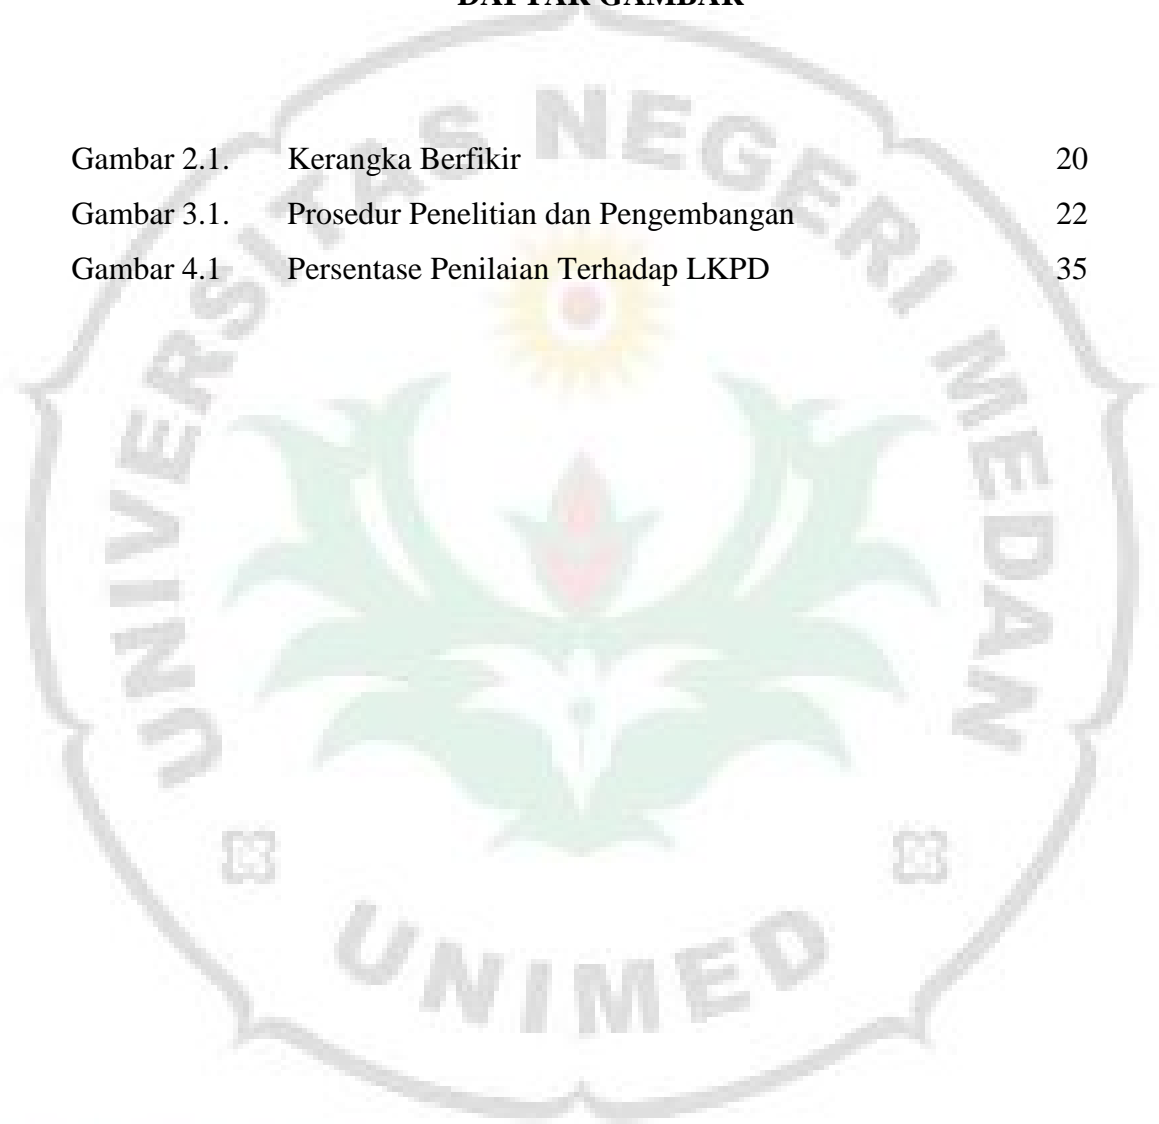 DAFTAR GAMBAR
Gambar 2.1. Kerangka Berfikir 20
Gambar 3.1. Prosedur Penelitian dan Pengembangan 22
Gambar 4.1 Persentase Penilaian Terhadap LKPD 35
UNIVERSITAS NEGERI MEDAN
UNIMED